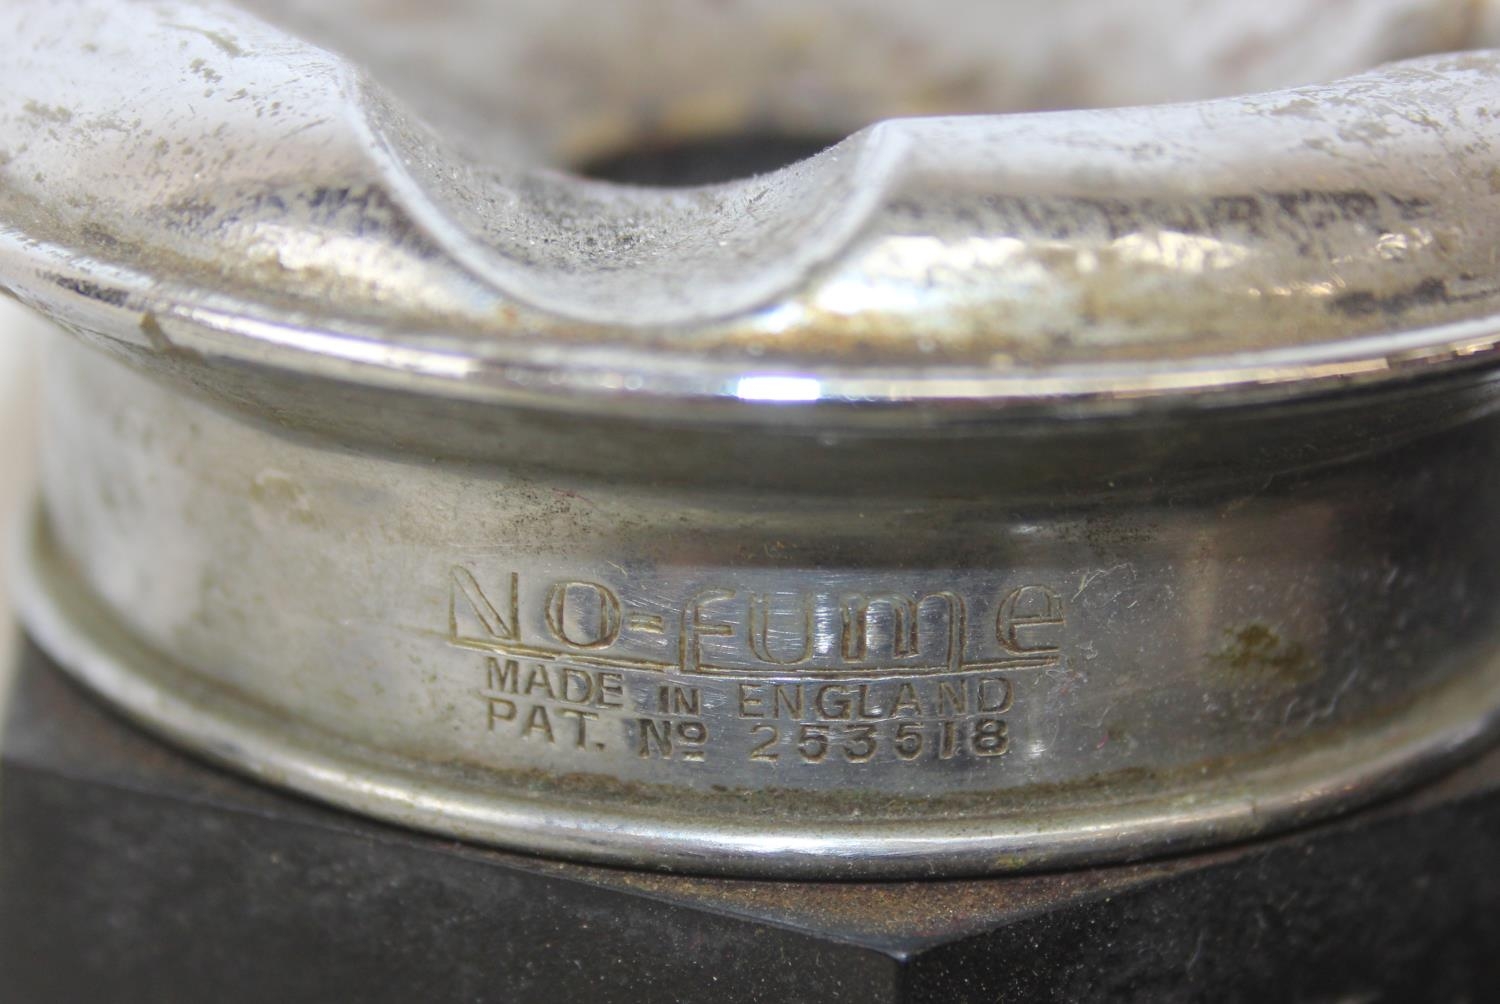 NO-fume
MADE IN ENGLAND
PAT. Nº 253518